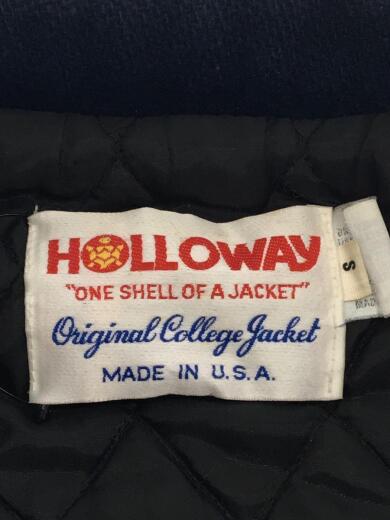 HOLLOWAY
"ONE SHELL OF A JACKET"
Original College Jacket
MADE IN U.S.A.
S